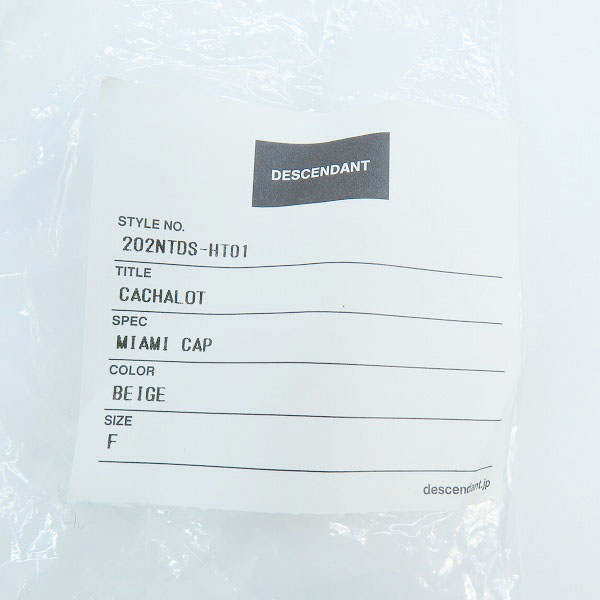 DESCENDANT
STYLE NO.
202NTDS-HT01
TITLE
CACHALOT
SPEC
MIAMI CAP
COLOR
BEIGE
SIZE
F
descendant.jp